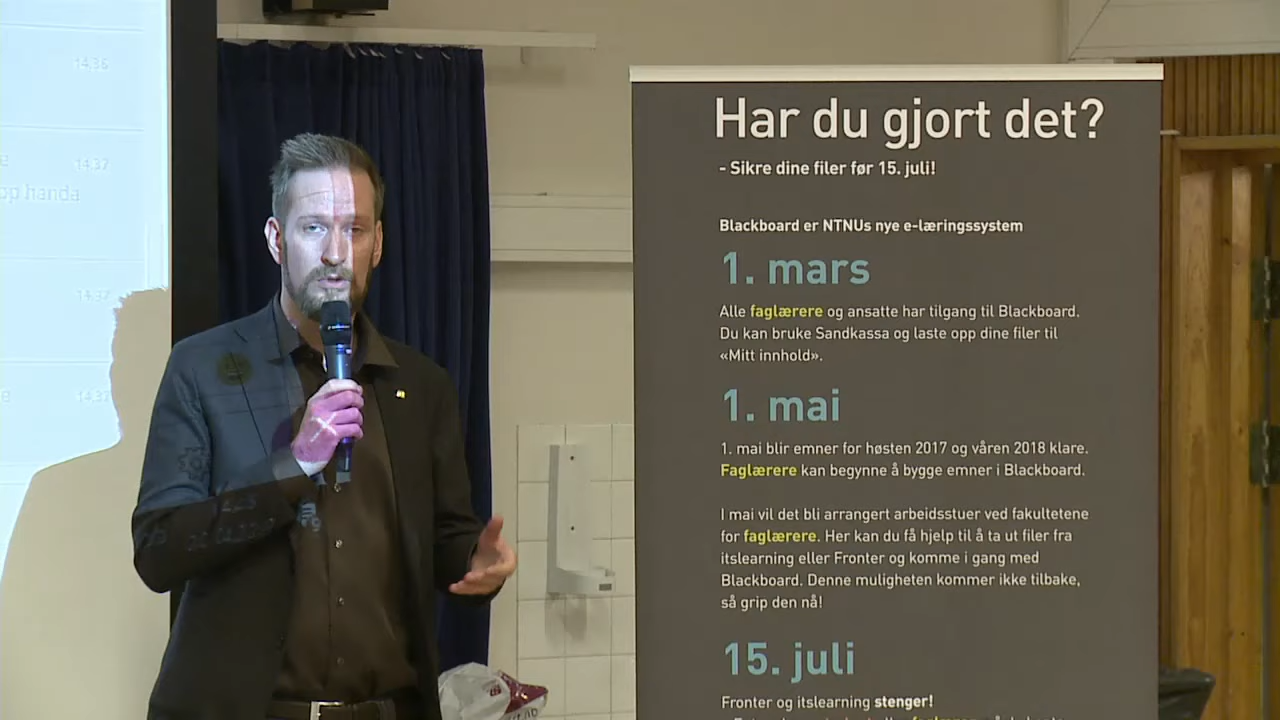 14.36
14.37
opp handa
14.37
14.37
Har du gjort det?
- Sikre dine filer før 15. juli!
Blackboard er NTNUs nye e-læringssystem
1. mars
Alle faglærere og ansatte har tilgang til Blackboard.
Du kan bruke Sandkassa og laste opp dine filer til
«Mitt innhold».
1. mai
1. mai blir emner for høsten 2017 og våren 2018 klare.
Faglærere kan begynne å bygge emner i Blackboard.
I mai vil det bli arrangert arbeidsstuer ved fakultetene
for faglærere. Her kan du få hjelp til å ta ut filer fra
itslearning eller Fronter og komme i gang med
Blackboard. Denne muligheten kommer ikke tilbake,
så grip den nå!
15. juli
Fronter og itslearning stenger!